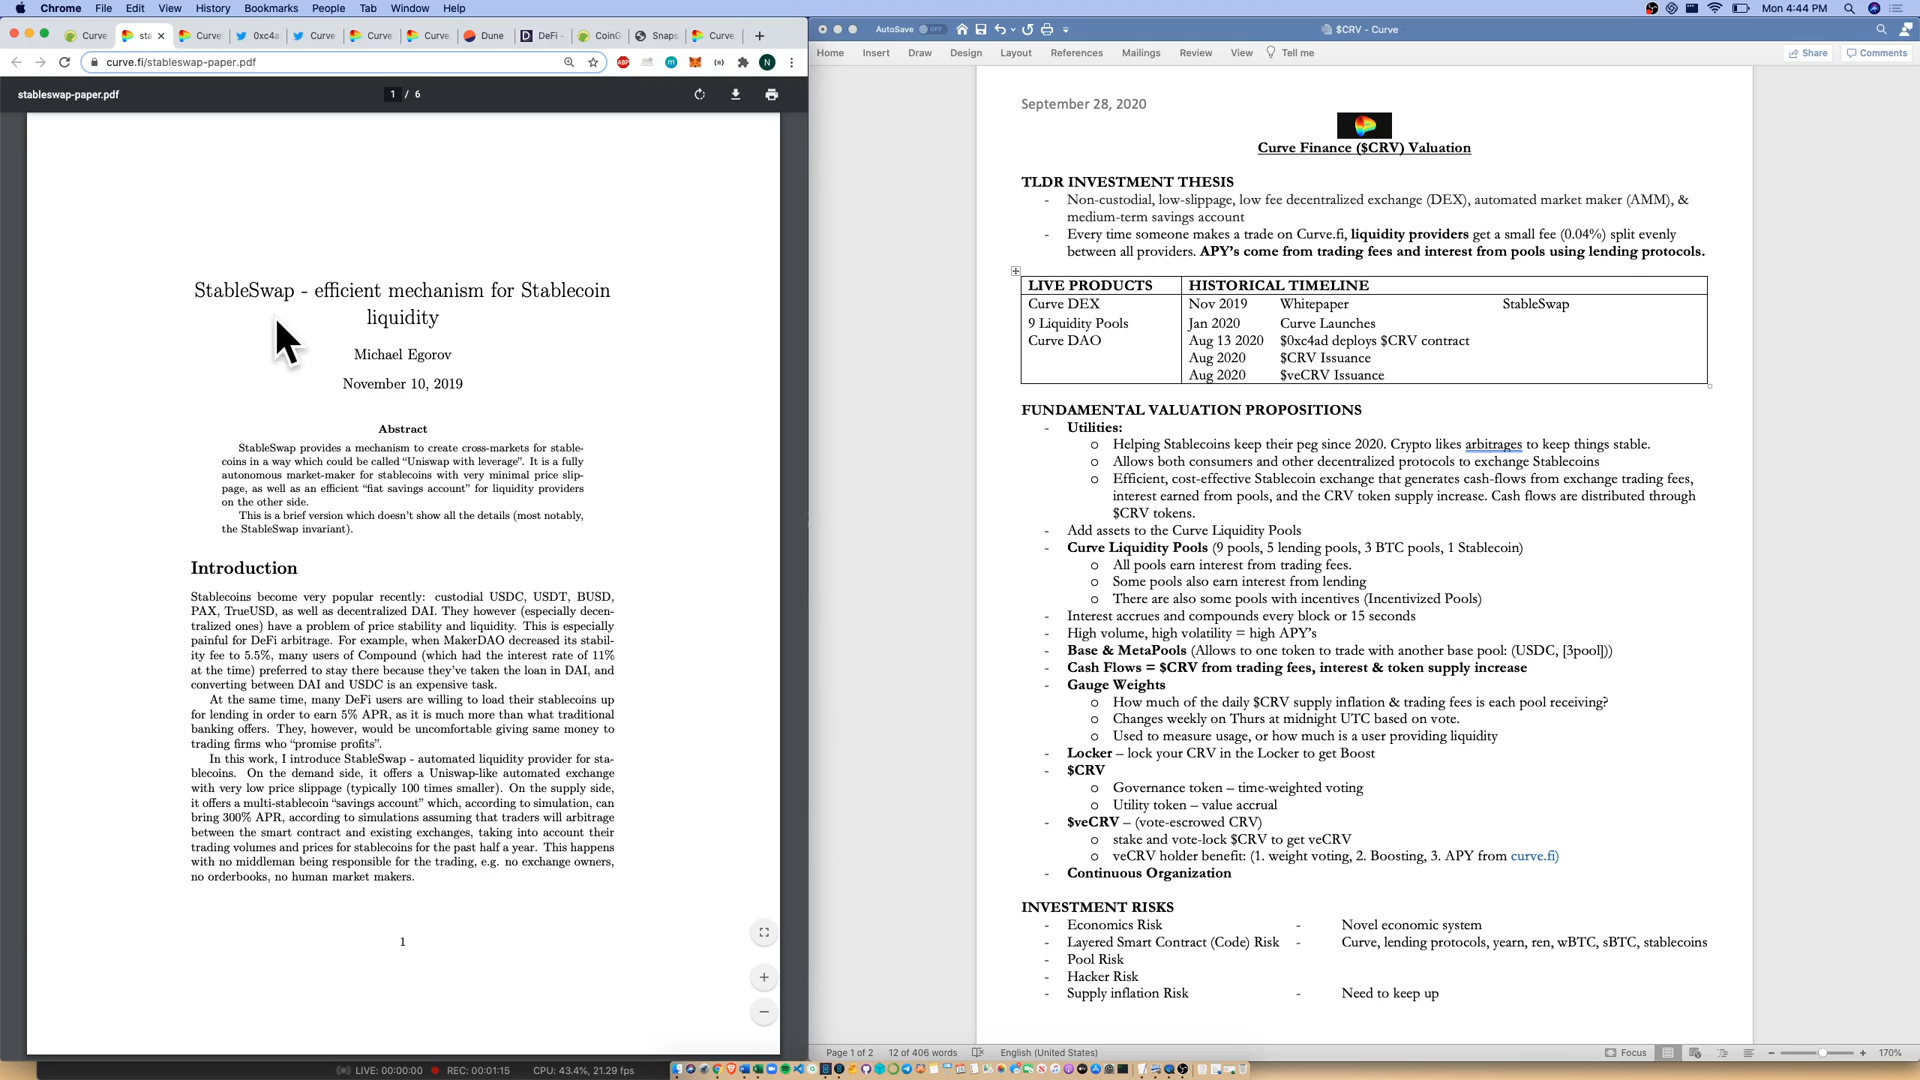 Chrome File Edit View History Bookmarks People Tab Window Help
Mon 4:44 PM
Curve
sta
Curve
0xc4a
Curve
Curve
Curve
Dune
DeFi -
CoinG
Snaps
Curve
curve.fi/stableswap-paper.pdf
ABP
N
stableswap-paper.pdf
1 / 6
StableSwap - efficient mechanism for Stablecoin
liquidity
Michael Egorov
November 10, 2019
Abstract
StableSwap provides a mechanism to create cross-markets for stable-
coins in a way which could be called “Uniswap with leverage”. It is a fully
autonomous market-maker for stablecoins with very minimal price slip-
page, as well as an efficient “fiat savings account” for liquidity providers
on the other side.
This is a brief version which doesn’t show all the details (most notably,
the StableSwap invariant).
Introduction
Stablecoins become very popular recently: custodial USDC, USDT, BUSD,
PAX, TrueUSD, as well as decentralized DAI. They however (especially decen-
tralized ones) have a problem of price stability and liquidity. This is especially
painful for DeFi arbitrage. For example, when MakerDAO decreased its stabil-
ity fee to 5.5%, many users of Compound (which had the interest rate of 11%
at the time) preferred to stay there because they’ve taken the loan in DAI, and
converting between DAI and USDC is an expensive task.
At the same time, many DeFi users are willing to load their stablecoins up
for lending in order to earn 5% APR, as it is much more than what traditional
banking offers. They, however, would be uncomfortable giving same money to
trading firms who “promise profits”.
In this work, I introduce StableSwap - automated liquidity provider for sta-
blecoins. On the demand side, it offers a Uniswap-like automated exchange
with very low price slippage (typically 100 times smaller). On the supply side,
it offers a multi-stablecoin “savings account” which, according to simulation, can
bring 300% APR, according to simulations assuming that traders will arbitrage
between the smart contract and existing exchanges, taking into account their
trading volumes and prices for stablecoins for the past half a year. This happens
with no middleman being responsible for the trading, e.g. no exchange owners,
no orderbooks, no human market makers.
1
LIVE: 00:00:00 REC: 00:01:15 CPU: 43.4%, 21.29 fps
AutoSave OFF
$CRV - Curve
Home Insert Draw Design Layout References Mailings Review View Tell me
Share Comments
September 28, 2020
Curve Finance ($CRV) Valuation
TLDR INVESTMENT THESIS
- Non-custodial, low-slippage, low fee decentralized exchange (DEX), automated market maker (AMM), &
medium-term savings account
- Every time someone makes a trade on Curve.fi, liquidity providers get a small fee (0.04%) split evenly
between all providers. APY’s come from trading fees and interest from pools using lending protocols.
LIVE PRODUCTS HISTORICAL TIMELINE
Curve DEX Nov 2019 Whitepaper StableSwap
9 Liquidity Pools Jan 2020 Curve Launches
Curve DAO Aug 13 2020 $0xc4ad deploys $CRV contract
Aug 2020 $CRV Issuance
Aug 2020 $veCRV Issuance
FUNDAMENTAL VALUATION PROPOSITIONS
- Utilities:
o Helping Stablecoins keep their peg since 2020. Crypto likes arbitrages to keep things stable.
o Allows both consumers and other decentralized protocols to exchange Stablecoins
o Efficient, cost-effective Stablecoin exchange that generates cash-flows from exchange trading fees,
interest earned from pools, and the CRV token supply increase. Cash flows are distributed through
$CRV tokens.
- Add assets to the Curve Liquidity Pools
- Curve Liquidity Pools (9 pools, 5 lending pools, 3 BTC pools, 1 Stablecoin)
o All pools earn interest from trading fees.
o Some pools also earn interest from lending
o There are also some pools with incentives (Incentivized Pools)
- Interest accrues and compounds every block or 15 seconds
- High volume, high volatility = high APY’s
- Base & MetaPools (Allows to one token to trade with another base pool: (USDC, [3pool]))
- Cash Flows = $CRV from trading fees, interest & token supply increase
- Gauge Weights
o How much of the daily $CRV supply inflation & trading fees is each pool receiving?
o Changes weekly on Thurs at midnight UTC based on vote.
o Used to measure usage, or how much is a user providing liquidity
- Locker – lock your CRV in the Locker to get Boost
- $CRV
o Governance token – time-weighted voting
o Utility token – value accrual
- $veCRV – (vote-escrowed CRV)
o stake and vote-lock $CRV to get veCRV
o veCRV holder benefit: (1. weight voting, 2. Boosting, 3. APY from curve.fi)
- Continuous Organization
INVESTMENT RISKS
- Economics Risk - Novel economic system
- Layered Smart Contract (Code) Risk - Curve, lending protocols, yearn, ren, wBTC, sBTC, stablecoins
- Pool Risk
- Hacker Risk
- Supply inflation Risk - Need to keep up
Page 1 of 2 12 of 406 words English (United States) Focus 170%